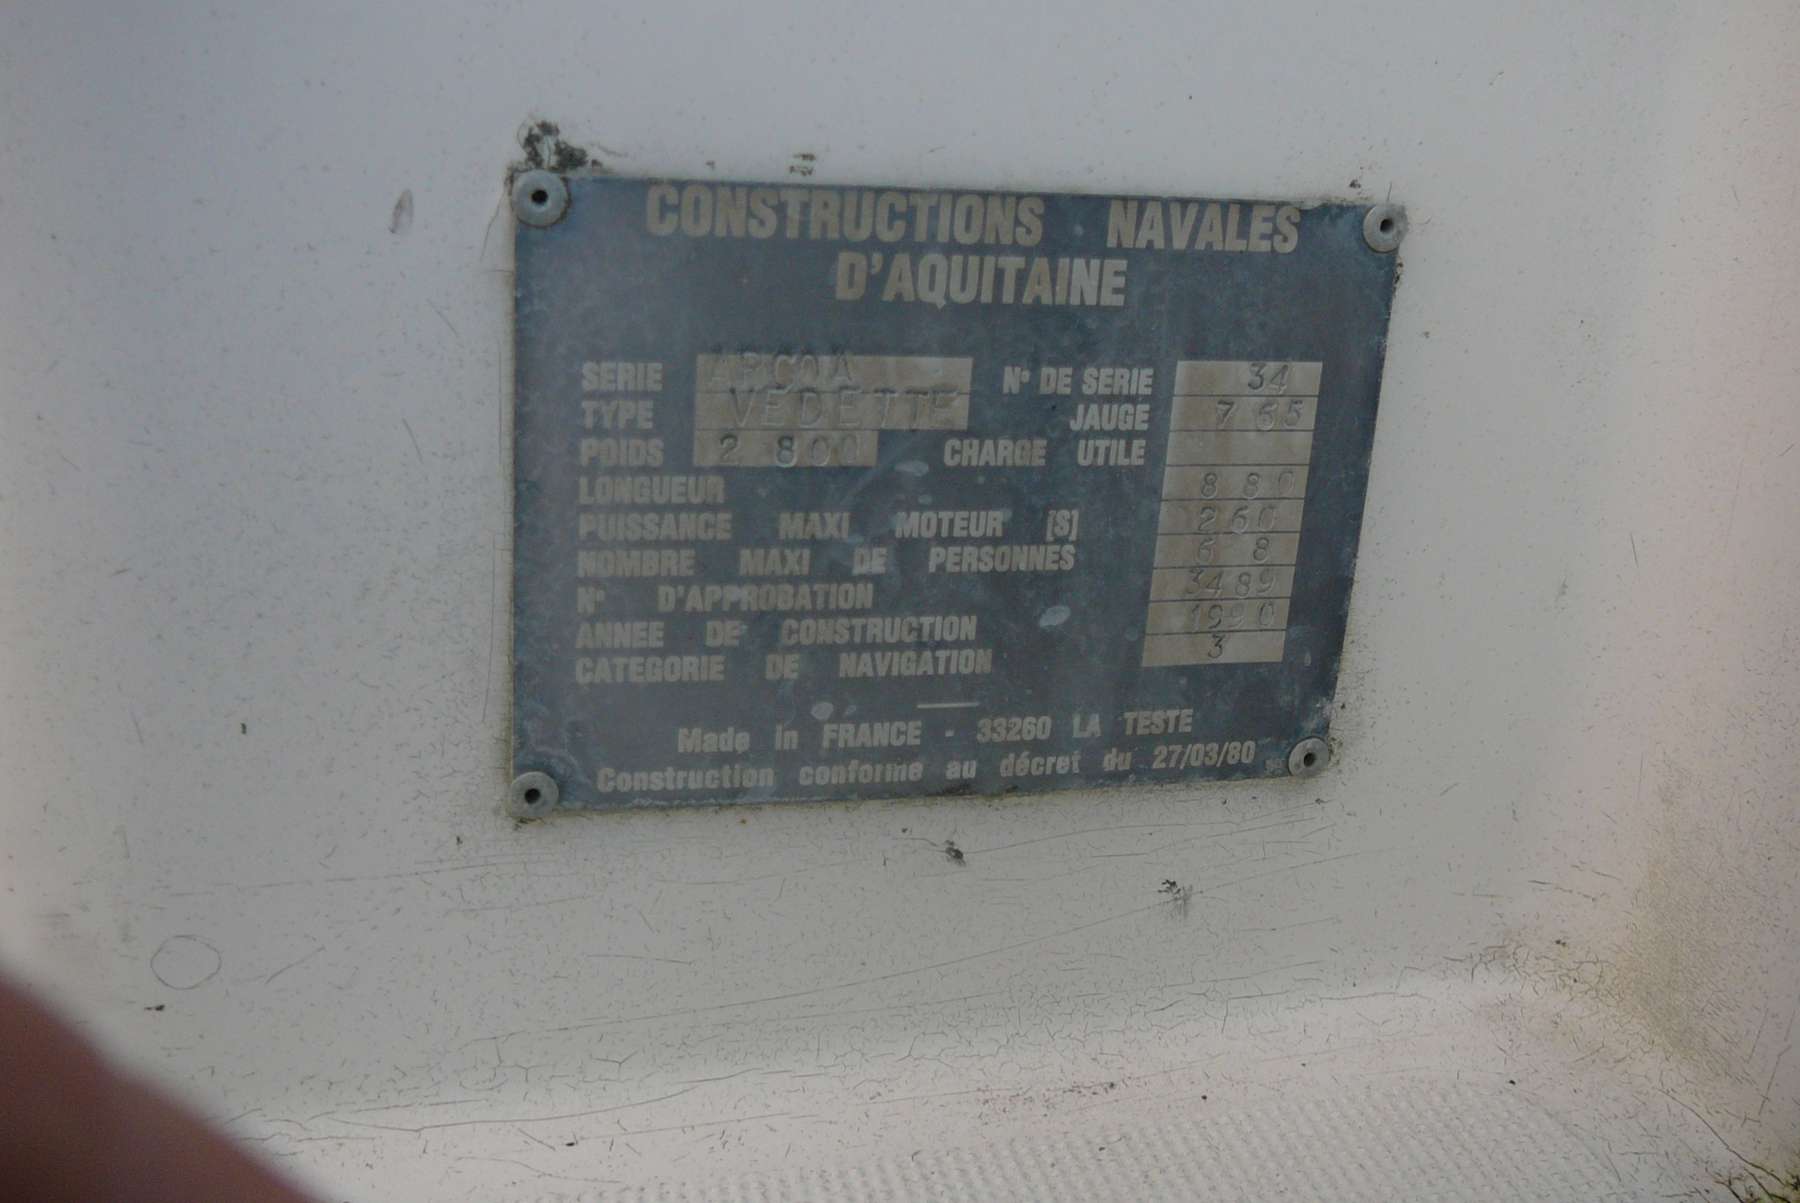 CONSTRUCTIONS NAVALES
D'AQUITAINE
SERIE ARCOA N° DE SERIE 34
TYPE VEDETTE JAUGE 7 65
POIDS 2 800 CHARGE UTILE
LONGUEUR 8 80
PUISSANCE MAXI MOTEUR [S] 260
NOMBRE MAXI DE PERSONNES 6 8
N° D'APPROBATION 3489
ANNEE DE CONSTRUCTION 1990
CATEGORIE DE NAVIGATION 3
Made in FRANCE - 33260 LA TESTE
Construction conforme au décret du 27/03/80